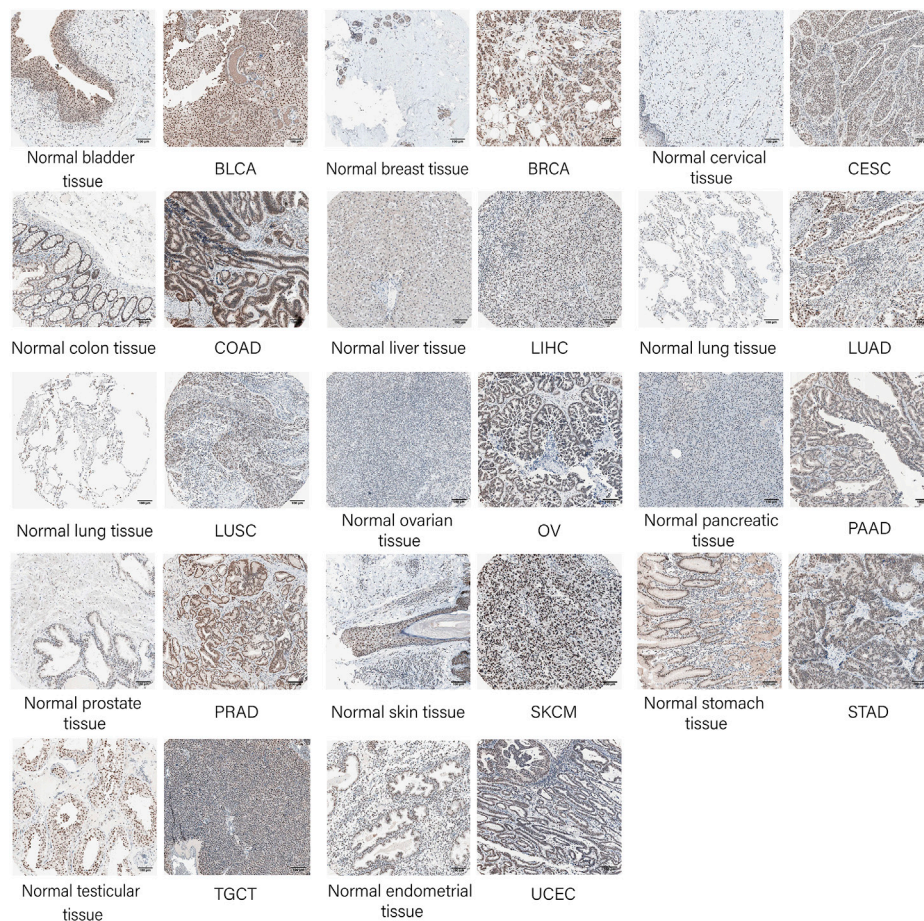 Normal bladder
tissue
BLCA
Normal breast tissue
BRCA
Normal cervical
tissue
CESC
Normal colon tissue
COAD
Normal liver tissue
LIHC
Normal lung tissue
LUAD
Normal lung tissue
LUSC
Normal ovarian
tissue
OV
Normal pancreatic
tissue
PAAD
Normal prostate
tissue
PRAD
Normal skin tissue
SKCM
Normal stomach
tissue
STAD
Normal testicular
tissue
TGCT
Normal endometrial
tissue
UCEC